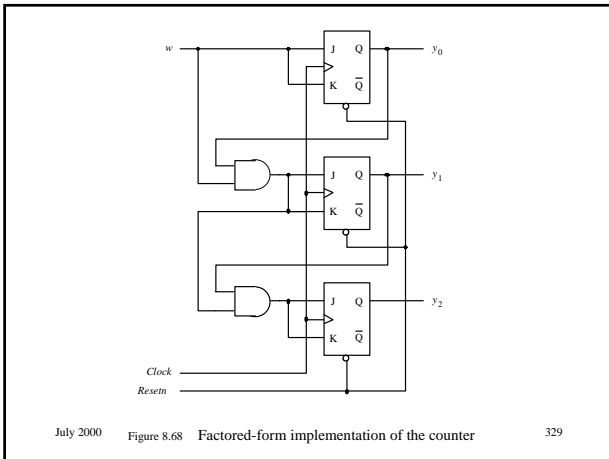 w
J Q
y0
K Q
J Q
y1
K Q
J Q
y2
K Q
Clock
Resetn
July 2000 Figure 8.68 Factored-form implementation of the counter 329